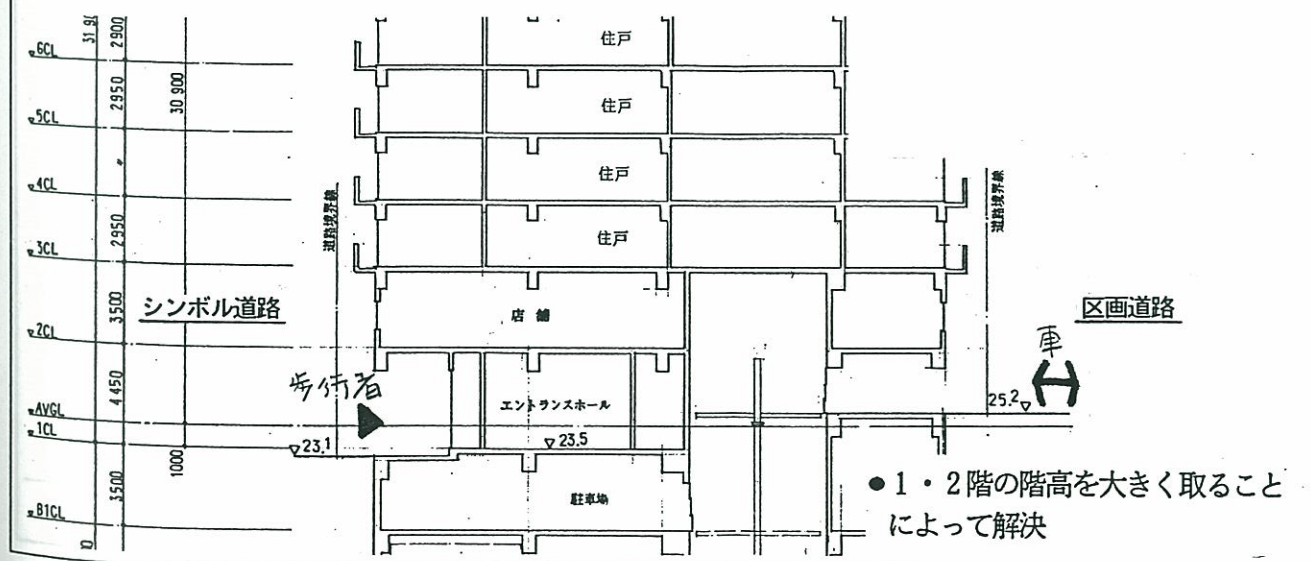 31 9
2900
住戸
6CL
30 900
2950
住戸
5CL
住戸
4CL
道路境界線
道路境界線
2950
住戸
3CL
シンボル道路
3500
店舗
区画道路
2CL
車
歩行者
4 450
エントランスホール
25.2
AVGL
1CL
23.1
23.5
1000
3500
駐車場
●1・2階の階高を大きく取ること
によって解決
B1CL